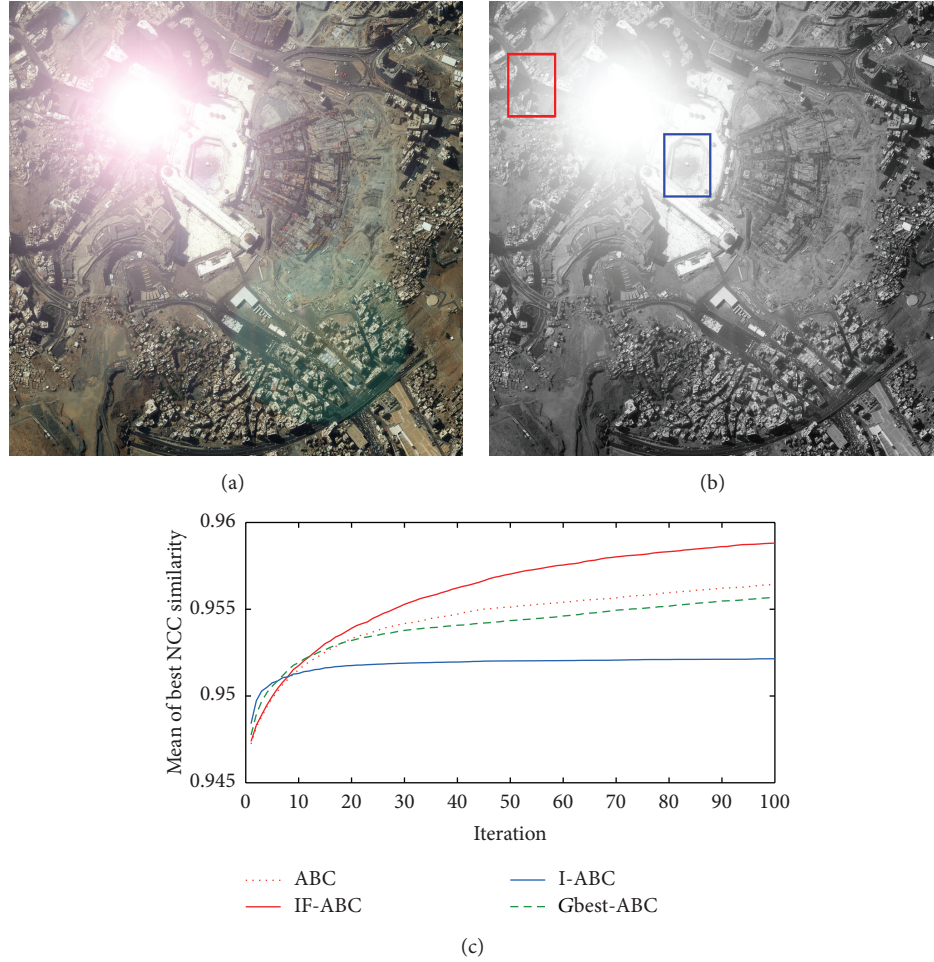 (a)
(b)
Mean of best NCC similarity
0.96
0.955
0.95
0.945
0 10 20 30 40 50 60 70 80 90 100
Iteration
ABC
I-ABC
IF-ABC
Gbest-ABC
(c)